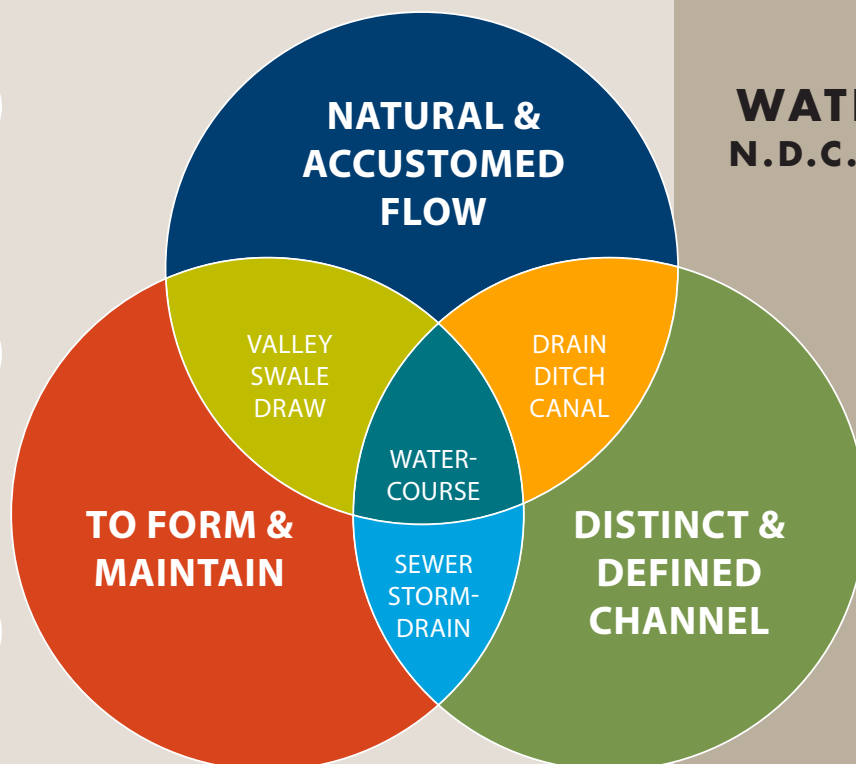 NATURAL &
ACCUSTOMED
FLOW
N.D.C.
VALLEY
SWALE
DRAW
DRAIN
DITCH
CANAL
WATER-
COURSE
TO FORM &
MAINTAIN
DISTINCT &
DEFINED
CHANNEL
SEWER
STORM-
DRAIN